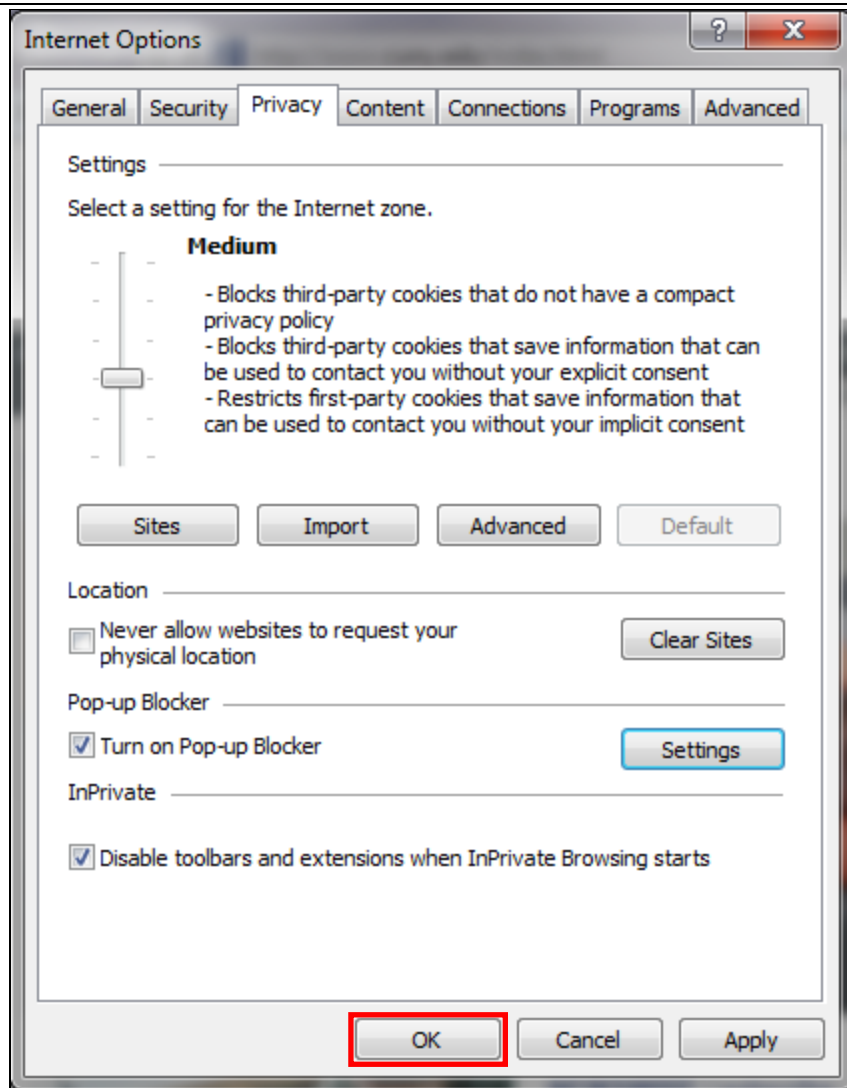 Internet Options
?
X
General Security Privacy Content Connections Programs Advanced
Settings
Select a setting for the Internet zone.
Medium
- Blocks third-party cookies that do not have a compact
privacy policy
- Blocks third-party cookies that save information that can
be used to contact you without your explicit consent
- Restricts first-party cookies that save information that
can be used to contact you without your implicit consent
Sites Import Advanced Default
Location
Never allow websites to request your
physical location
Clear Sites
Pop-up Blocker
Turn on Pop-up Blocker
Settings
InPrivate
Disable toolbars and extensions when InPrivate Browsing starts
OK Cancel Apply